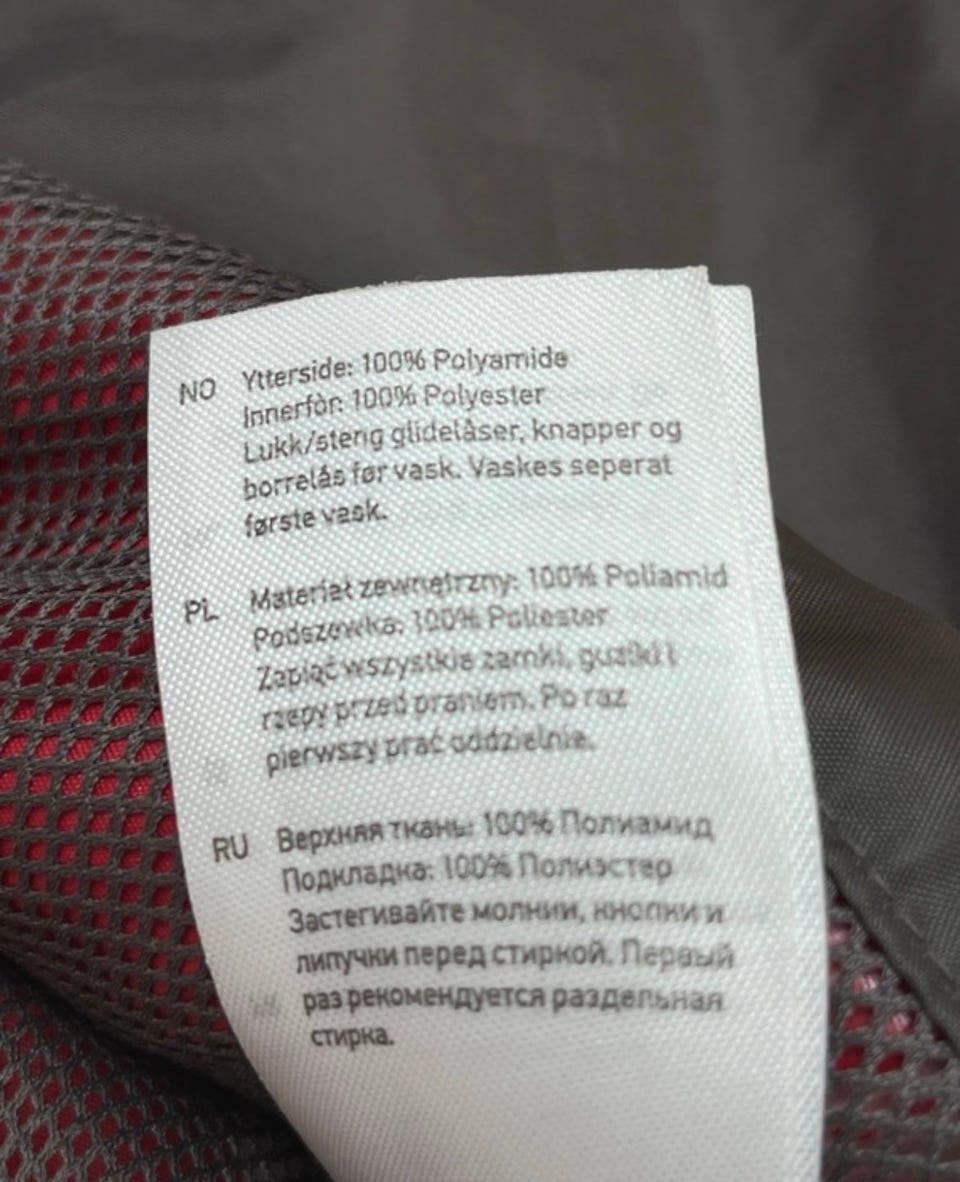 NO Ytterside: 100% Polyamide
Innerfòr: 100% Polyester
Lukk/steng glidelåser, knapper og
borrelås før vask. Vaskes seperat
første vask.
PL Materiał zewnętrzny: 100% Poliamid
Podszewka: 100% Poliester
Zapiąć wszystkie zamki, guziki i
rzepy przed praniem. Po raz
pierwszy prać oddzielnie.
RU Верхняя ткань: 100% Полиамид
Подкладка: 100% Полиэстер
Застегивайте молнии, кнопки и
липучки перед стиркой. Первый
раз рекомендуется раздельная
стирка.